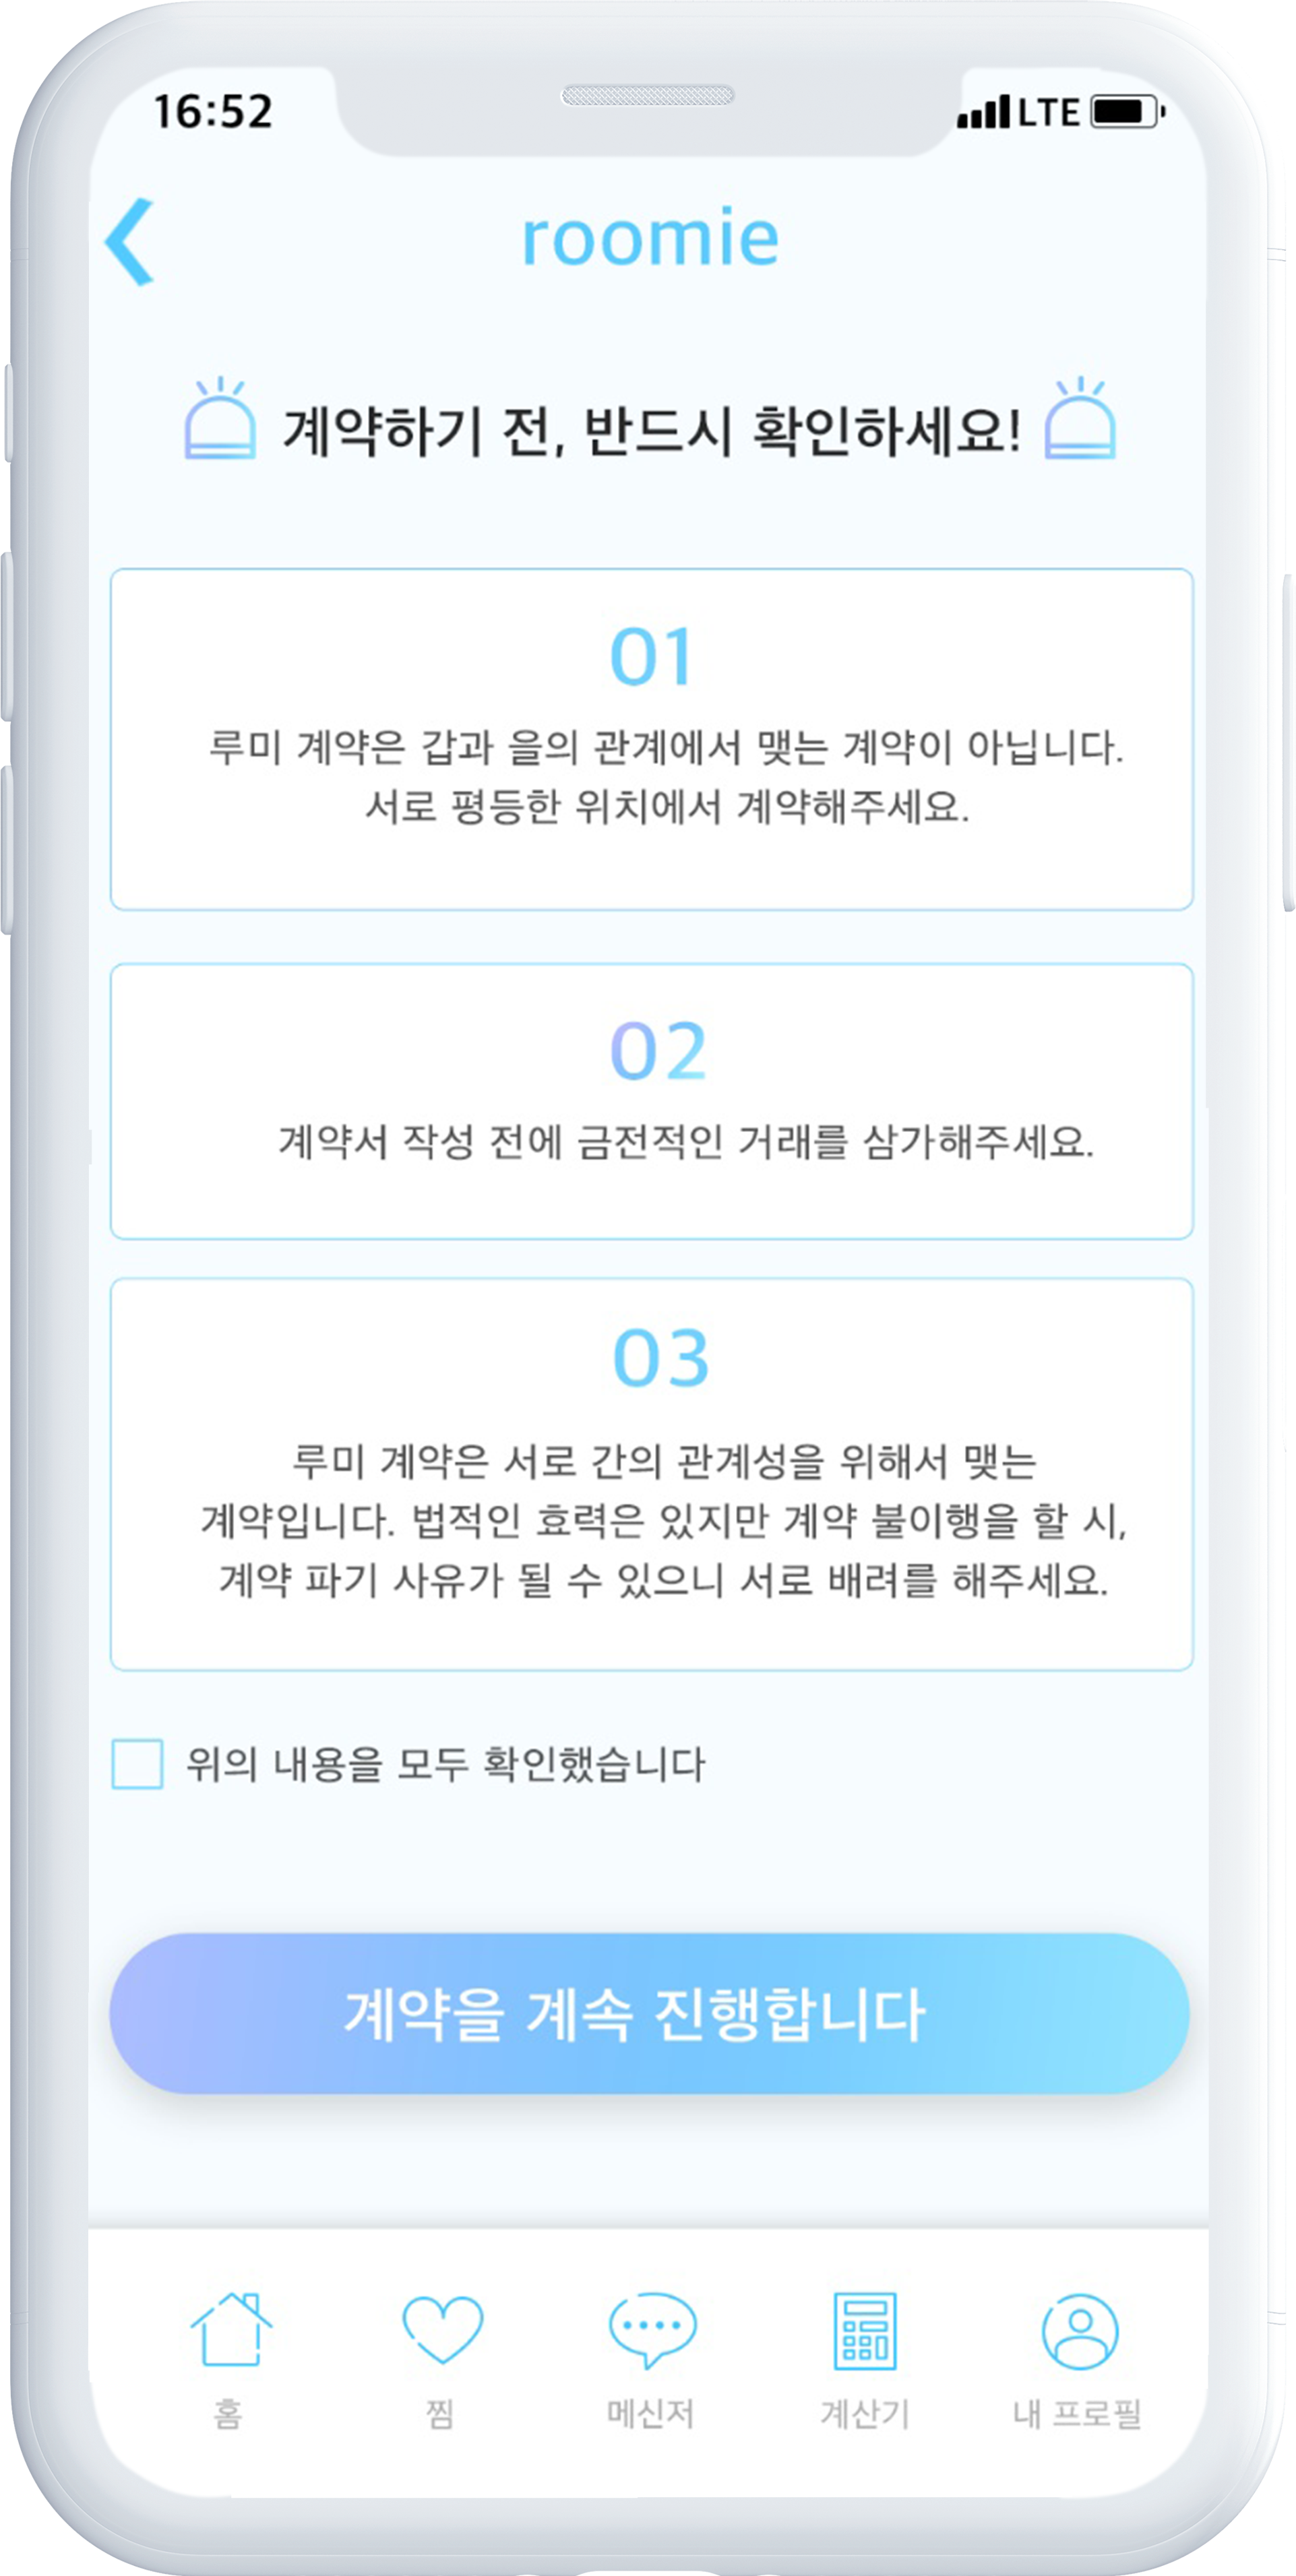 16:52
LTE
roomie
계약하기 전, 반드시 확인하세요!
01
루미 계약은 갑과 을의 관계에서 맺는 계약이 아닙니다.
서로 평등한 위치에서 계약해주세요.
02
계약서 작성 전에 금전적인 거래를 삼가해주세요.
03
루미 계약은 서로 간의 관계성을 위해서 맺는
계약입니다. 법적인 효력은 있지만 계약 불이행을 할 시,
계약 파기 사유가 될 수 있으니 서로 배려를 해주세요.
위의 내용을 모두 확인했습니다
계약을 계속 진행합니다
홈 찜 메신저 계산기 내 프로필